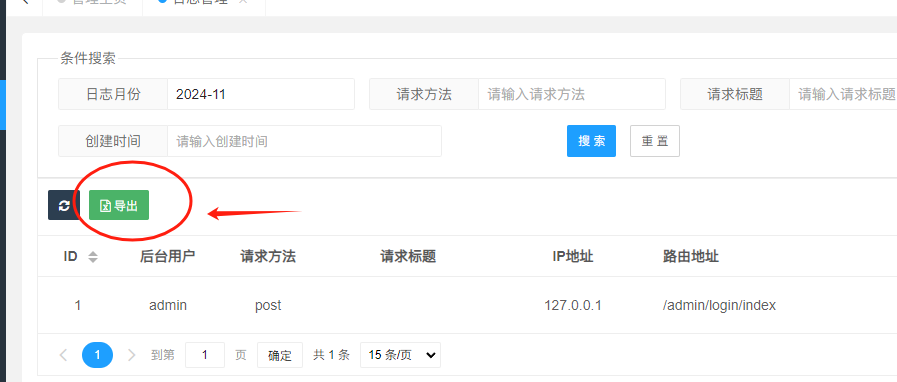 管理主页 日志管理
条件搜索
日志月份 2024-11 请求方法 请输入请求方法 请求标题 请输入请求标题
创建时间 请输入创建时间 搜 索 重 置
导出
ID 后台用户 请求方法 请求标题 IP地址 路由地址
1 admin post 127.0.0.1 /admin/login/index
1 到第 1 页 确定 共 1 条 15 条/页